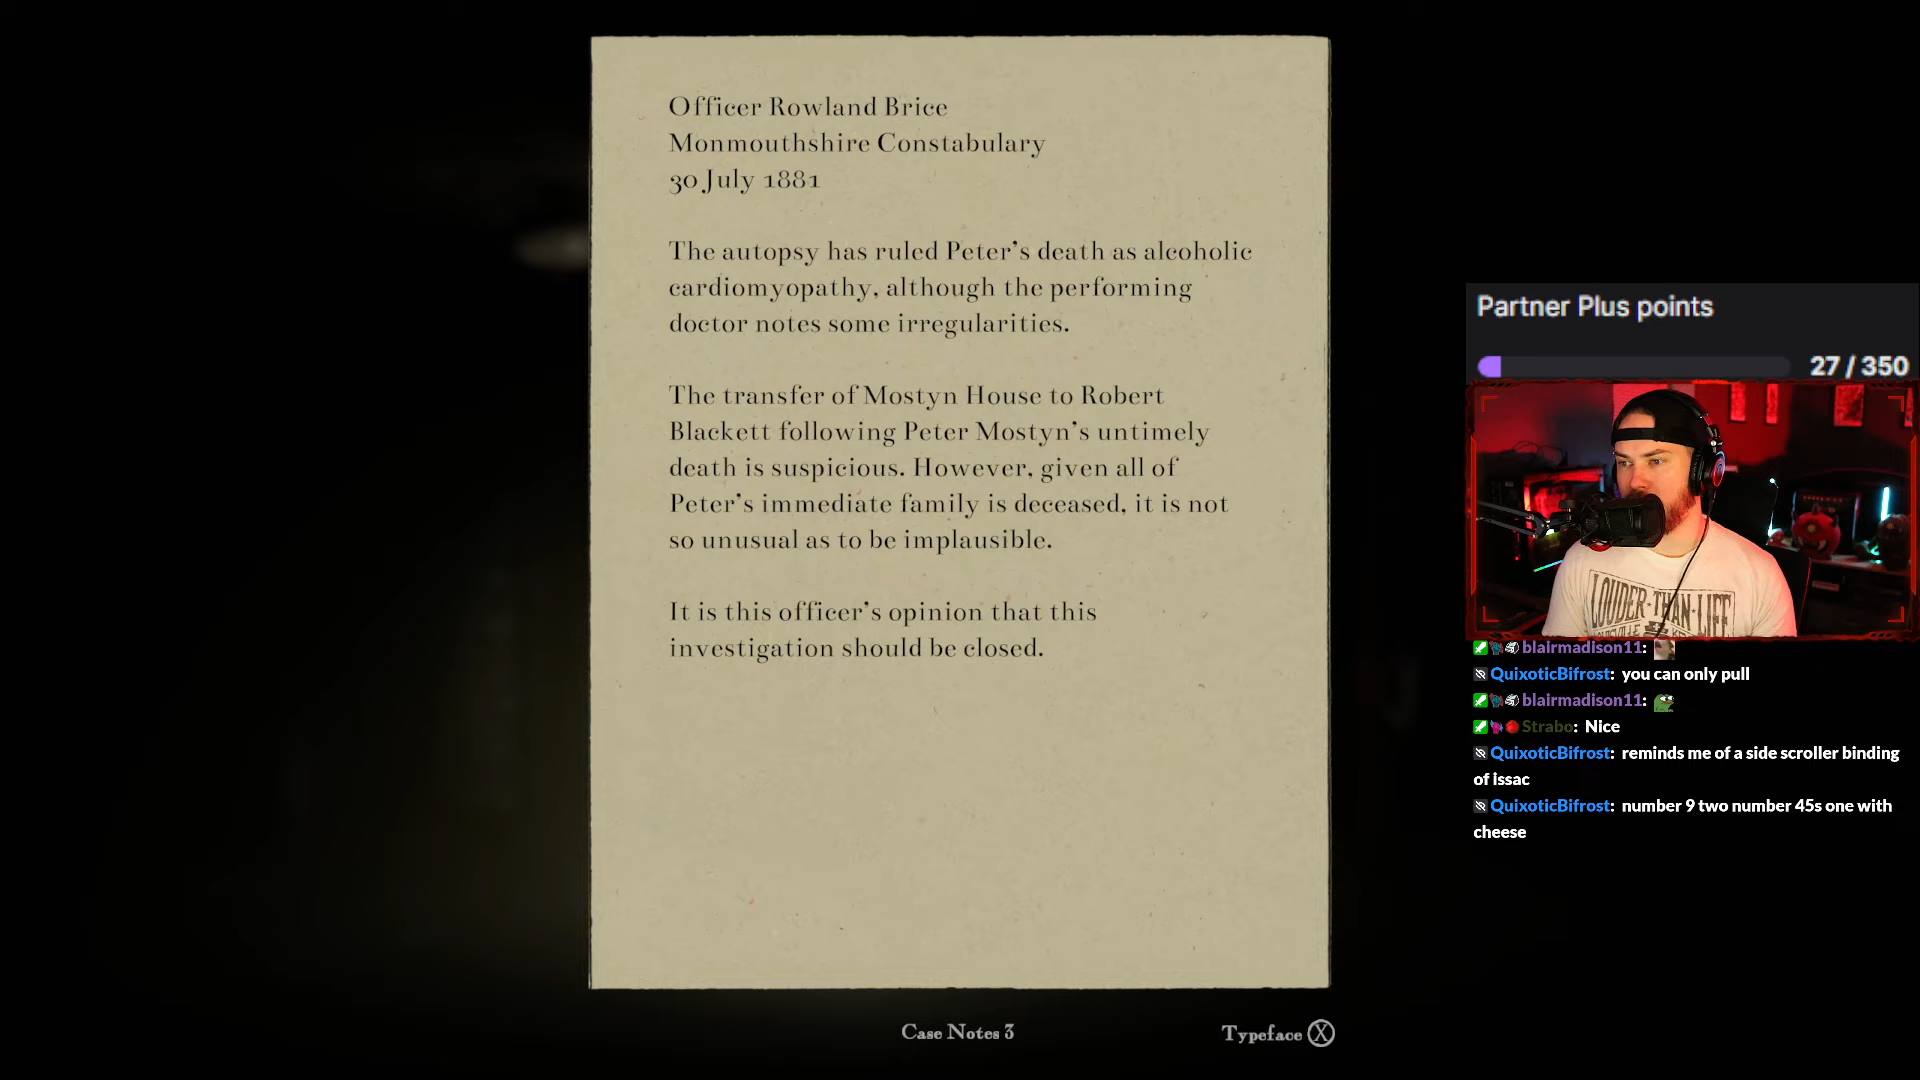 Officer Rowland Brice
Monmouthshire Constabulary
30 July 1881
The autopsy has ruled Peter’s death as alcoholic
cardiomyopathy, although the performing
doctor notes some irregularities.
The transfer of Mostyn House to Robert
Blackett following Peter Mostyn’s untimely
death is suspicious. However, given all of
Peter’s immediate family is deceased, it is not
so unusual as to be implausible.
It is this officer’s opinion that this
investigation should be closed.
Case Notes 3
Typeface X
Partner Plus points
27 / 350
LOUDER THAN LIFE
blairmadison11:
QuixoticBifrost: you can only pull
blairmadison11:
Strabo: Nice
QuixoticBifrost: reminds me of a side scroller binding
of issac
QuixoticBifrost: number 9 two number 45s one with
cheese